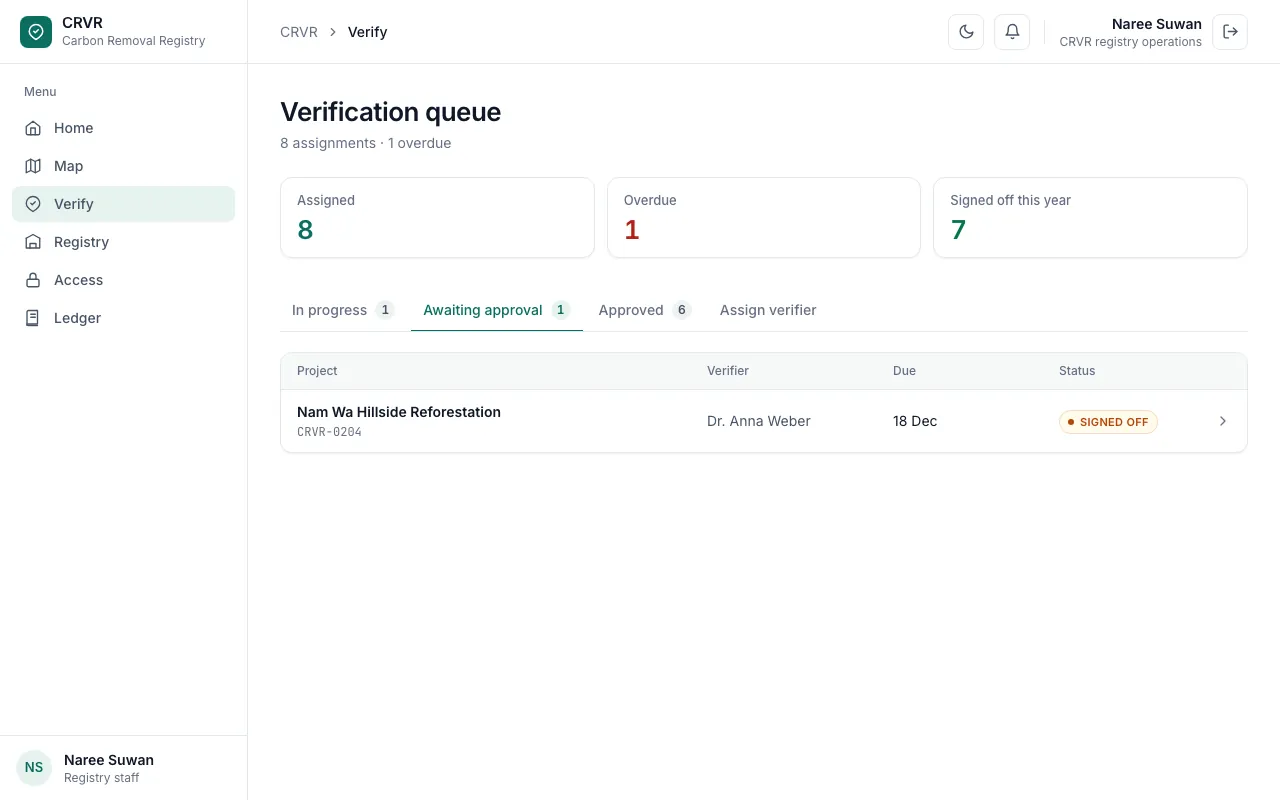 CRVR
Carbon Removal Registry
Menu
Home
Map
Verify
Registry
Access
Ledger
NS
Naree Suwan
Registry staff
CRVR > Verify
Naree Suwan
CRVR registry operations
Verification queue
8 assignments · 1 overdue
Assigned
8
Overdue
1
Signed off this year
7
In progress 1 Awaiting approval 1 Approved 6 Assign verifier
Project Verifier Due Status
Nam Wa Hillside Reforestation
CRVR-0204
Dr. Anna Weber 18 Dec SIGNED OFF